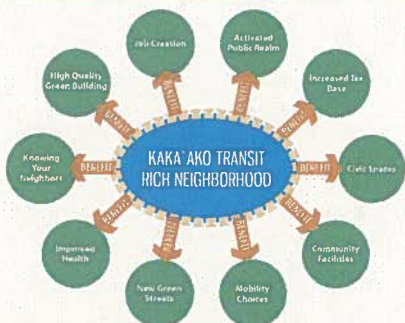 Job Creation
Activated
Public Realm
High Quality
Green Building
Increased Tax
Base
Knowing
Your
Neighbors
KAKA`AKO TRANSIT
RICH NEIGHBORHOOD
Civic Spaces
Improved
Health
Community
Facilities
New Green
Streets
Mobility
Choices
BENEFIT
BENEFIT
BENEFIT
BENEFIT
BENEFIT
BENEFIT
BENEFIT
BENEFIT
BENEFIT
BENEFIT